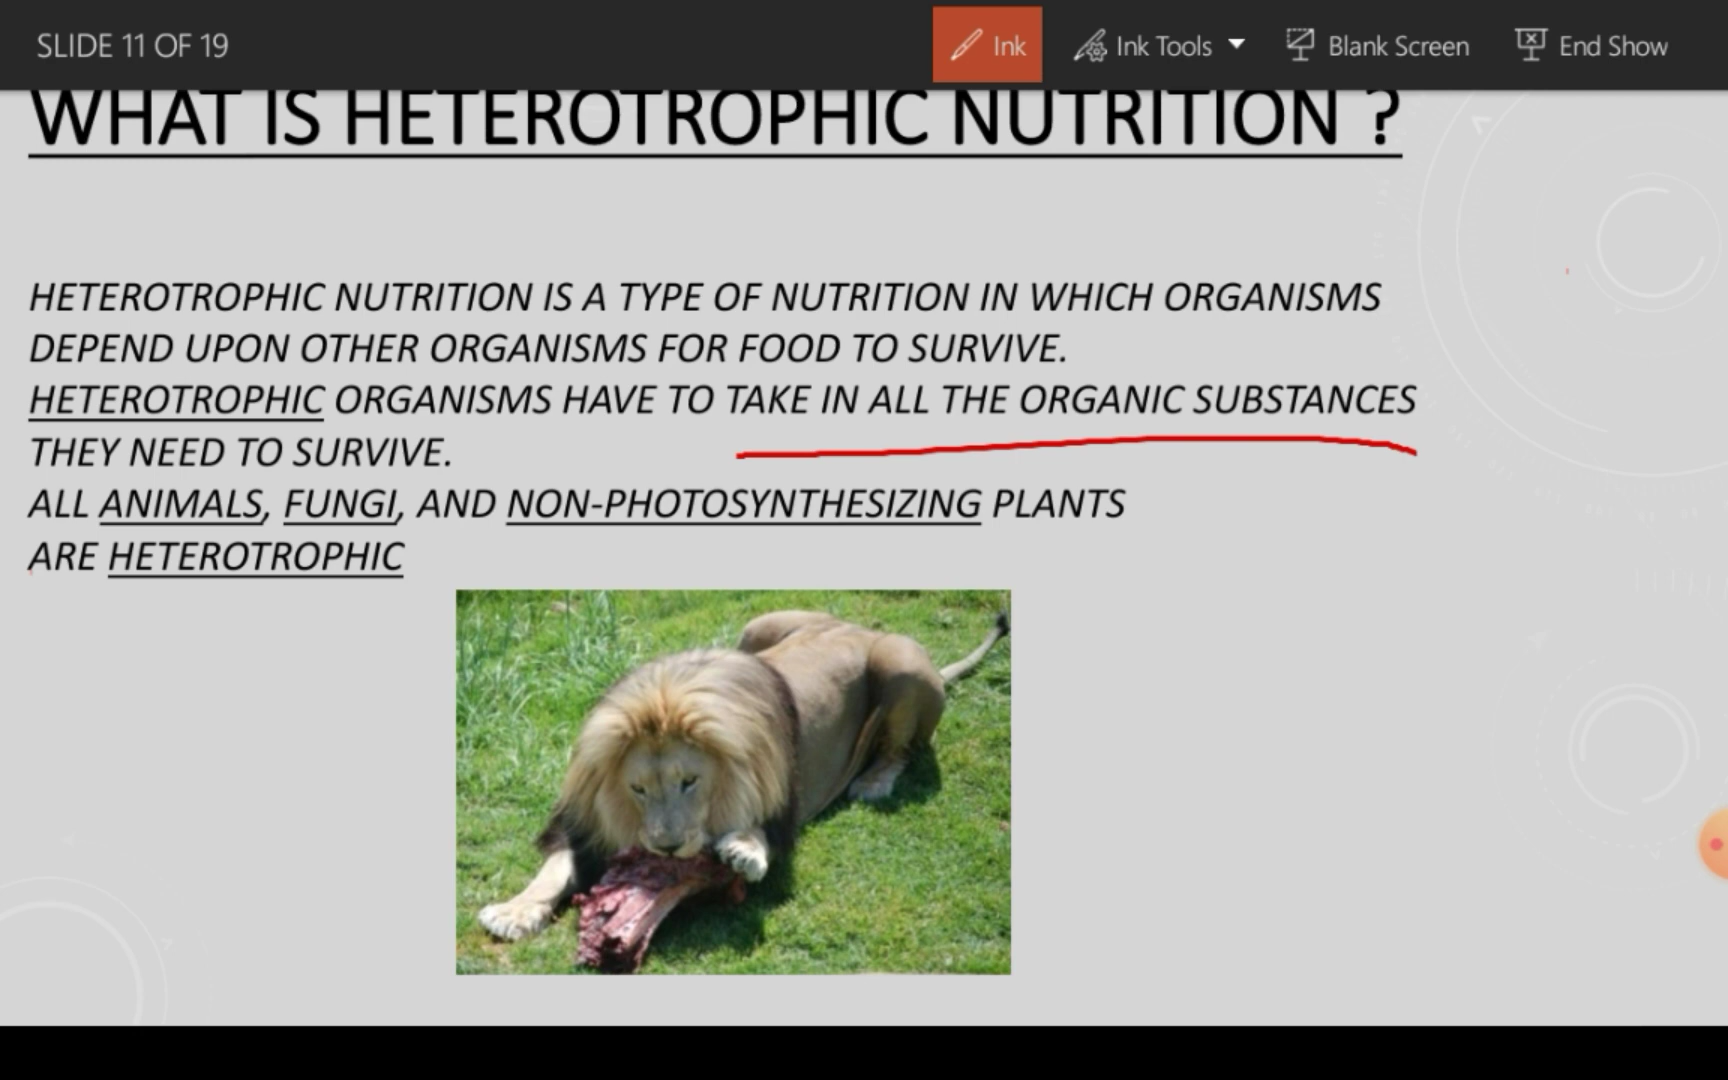 SLIDE 11 OF 19
Ink
Ink Tools
Blank Screen
End Show
WHAT IS HETEROTROPHIC NUTRITION ?
HETEROTROPHIC NUTRITION IS A TYPE OF NUTRITION IN WHICH ORGANISMS
DEPEND UPON OTHER ORGANISMS FOR FOOD TO SURVIVE.
HETEROTROPHIC ORGANISMS HAVE TO TAKE IN ALL THE ORGANIC SUBSTANCES
THEY NEED TO SURVIVE.
ALL ANIMALS, FUNGI, AND NON-PHOTOSYNTHESIZING PLANTS
ARE HETEROTROPHIC